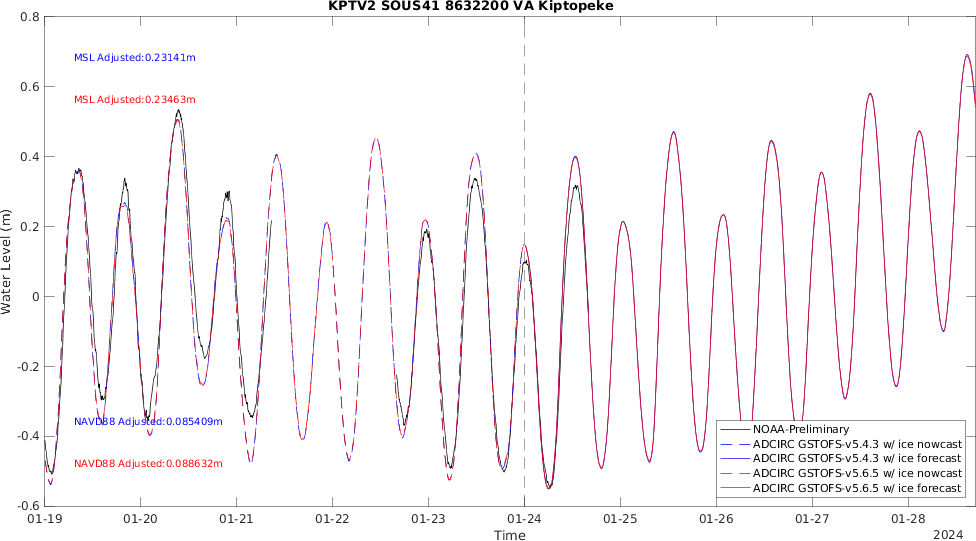 KPTV2 SOUS41 8632200 VA Kiptopeke
0.8
0.6
0.4
0.2
0
-0.2
-0.4
-0.6
Water Level (m)
MSL Adjusted:0.23141m
MSL Adjusted:0.23463m
NAVD88 Adjusted:0.085409m
NAVD88 Adjusted:0.088632m
NOAA-Preliminary
ADCIRC GSTOFS-v5.4.3 w/ ice nowcast
ADCIRC GSTOFS-v5.4.3 w/ ice forecast
ADCIRC GSTOFS-v5.6.5 w/ ice nowcast
ADCIRC GSTOFS-v5.6.5 w/ ice forecast
01-19 01-20 01-21 01-22 01-23 01-24 01-25 01-26 01-27 01-28
Time
2024